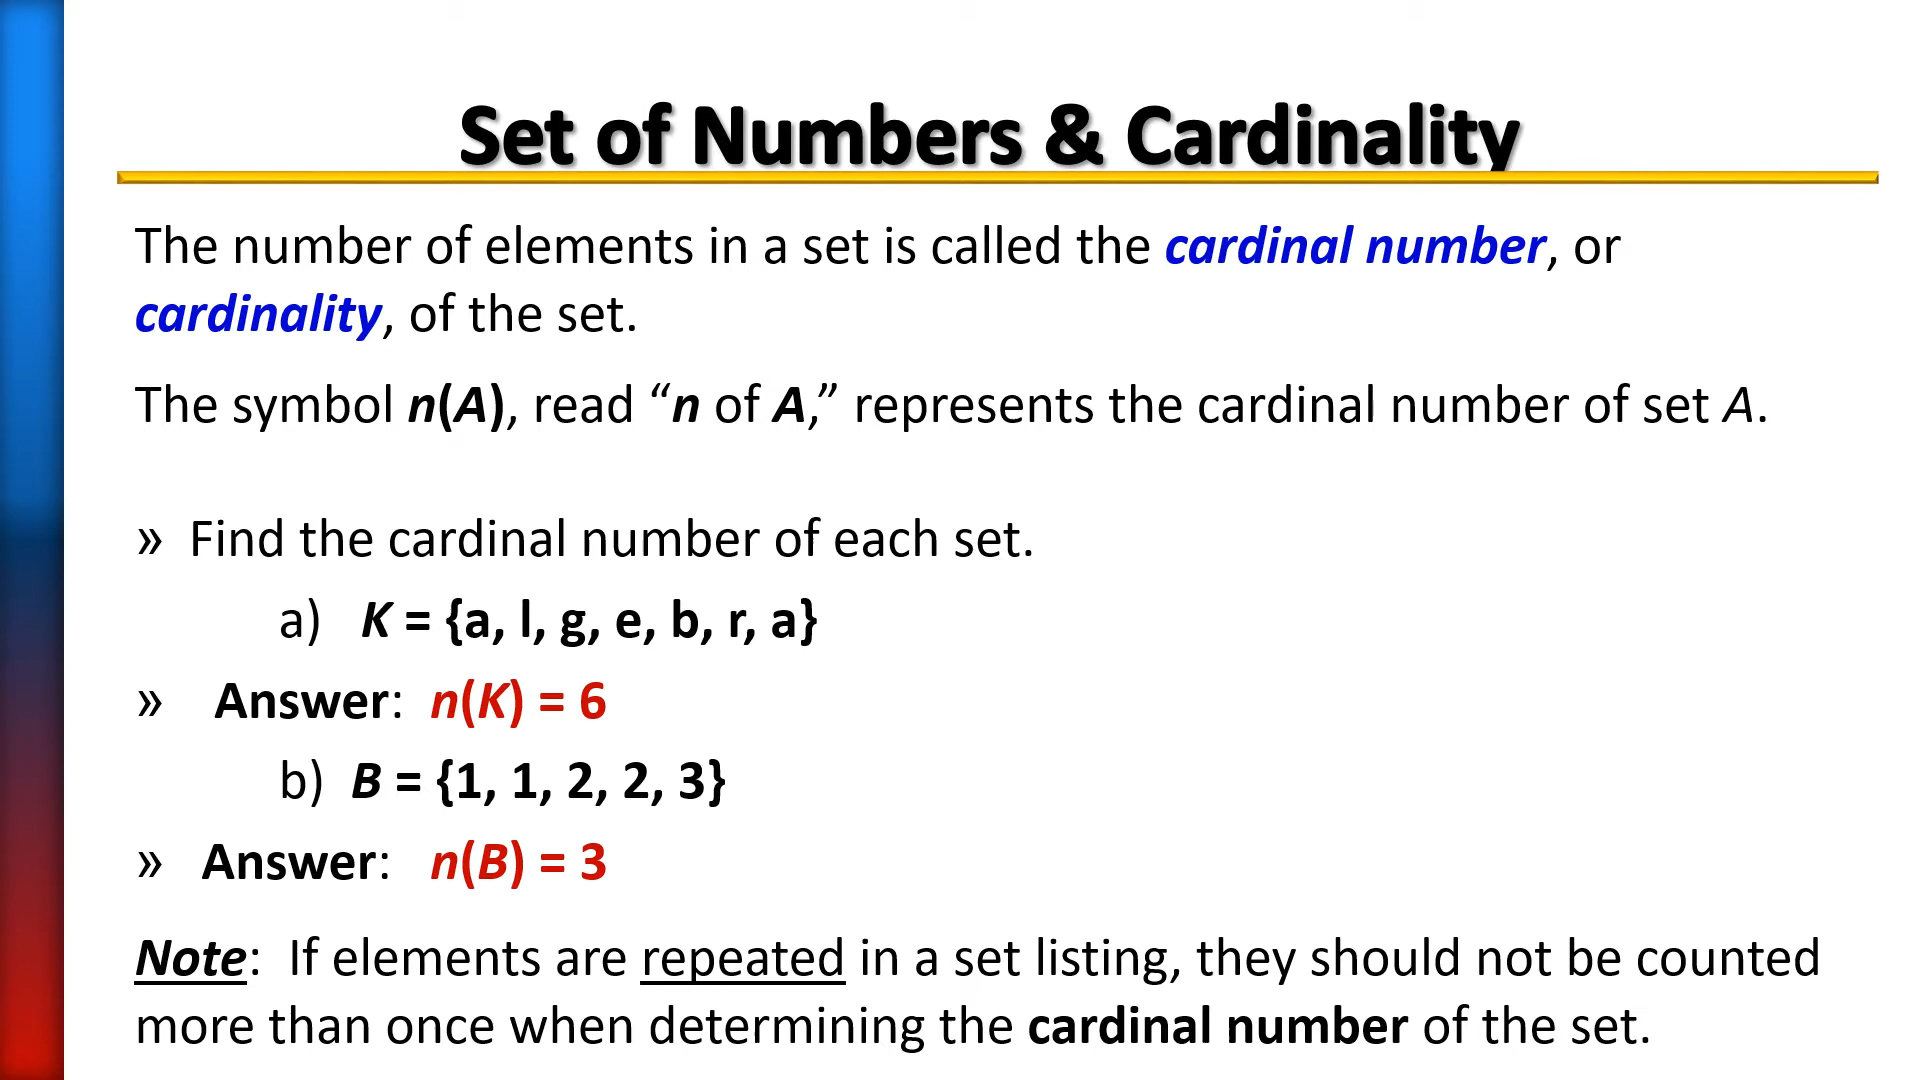 Set of Numbers & Cardinality
The number of elements in a set is called the cardinal number, or
cardinality, of the set.
The symbol n(A), read “n of A,” represents the cardinal number of set A.
» Find the cardinal number of each set.
a) K = {a, l, g, e, b, r, a}
» Answer: n(K) = 6
b) B = {1, 1, 2, 2, 3}
» Answer: n(B) = 3
Note: If elements are repeated in a set listing, they should not be counted
more than once when determining the cardinal number of the set.